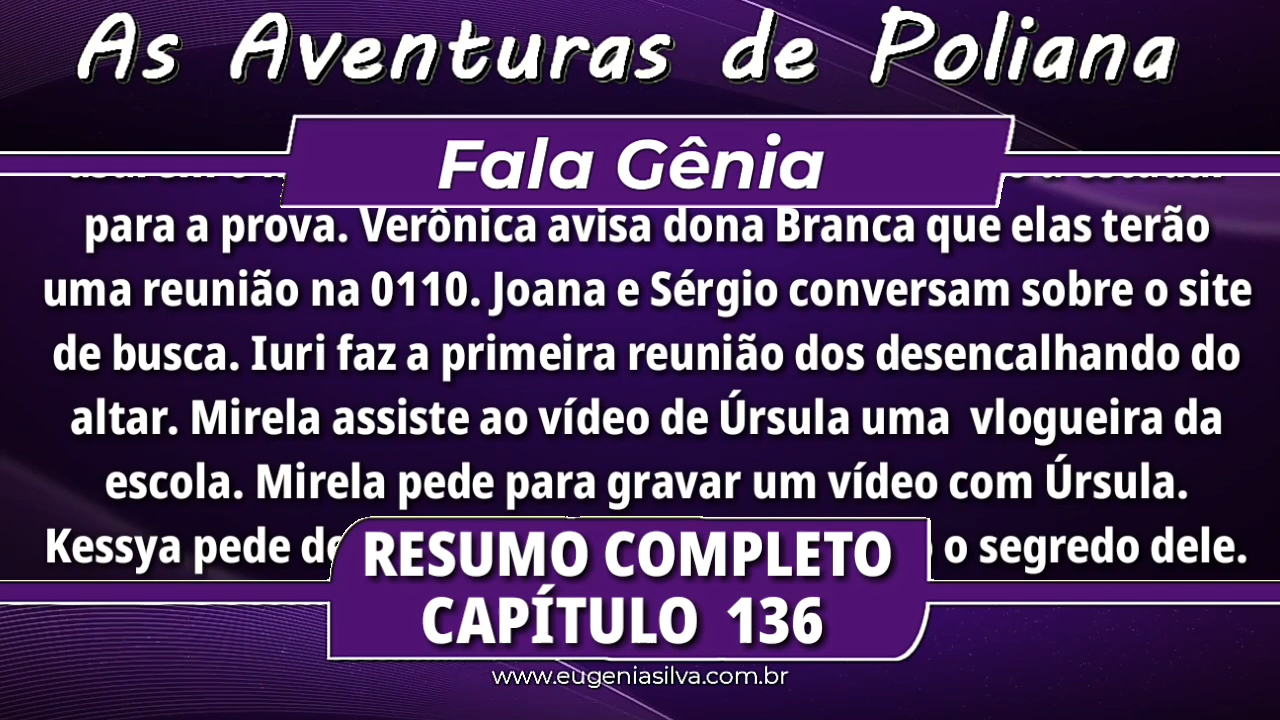 As Aventuras de Poliana
Fala Gênia
para a prova. Verônica avisa dona Branca que elas terão
uma reunião na 0110. Joana e Sérgio conversam sobre o site
de busca. Iuri faz a primeira reunião dos desencalhando do
altar. Mirela assiste ao vídeo de Úrsula uma vlogueira da
escola. Mirela pede para gravar um vídeo com Úrsula.
Kessya pede o segredo dele.
RESUMO COMPLETO
CAPÍTULO 136
www.eugeniasilva.com.br